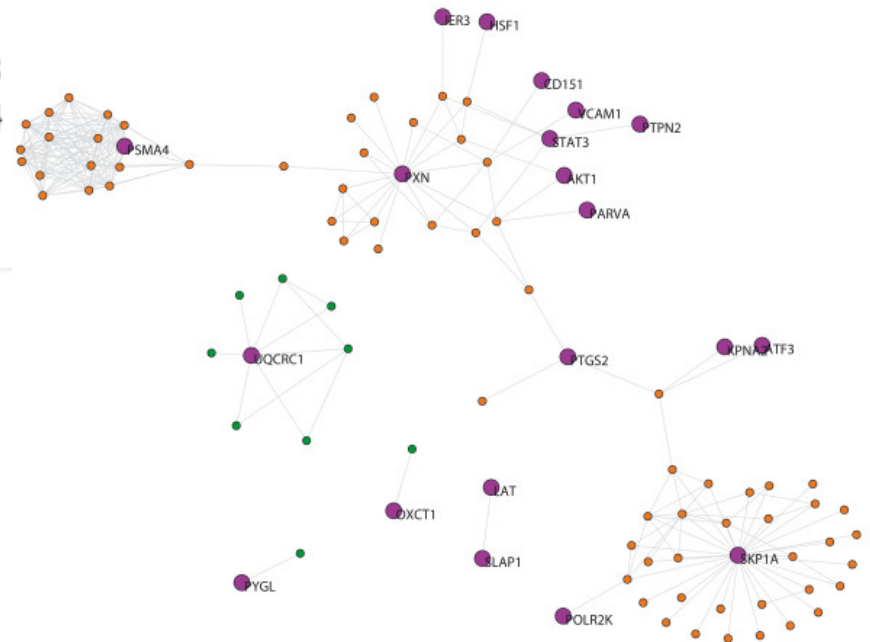 IER3
HSF1
CD151
VCAM1
PTPN2
STAT3
PSMA4
PXN
AKT1
PARVA
UQCRC1
PTGS2
KPNA2
ATF3
LAT
OXCT1
SLAP1
SKP1A
PYGL
POLR2K